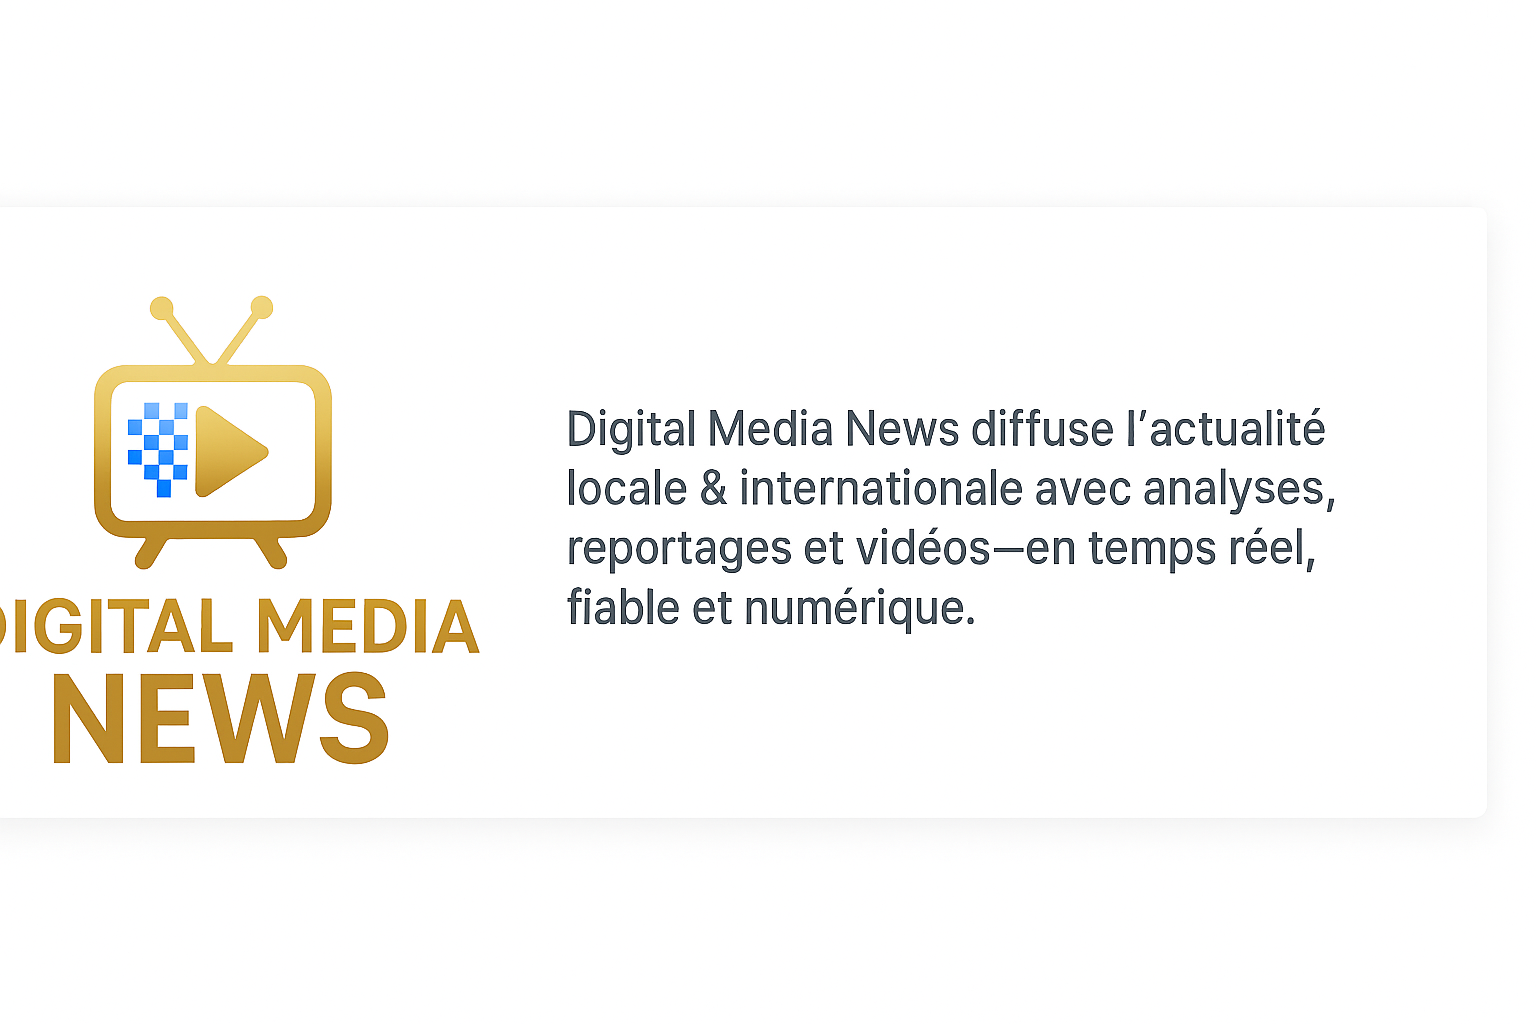 DIGITAL MEDIA
NEWS
Digital Media News diffuse l’actualité
locale & internationale avec analyses,
reportages et vidéos—en temps réel,
fiable et numérique.